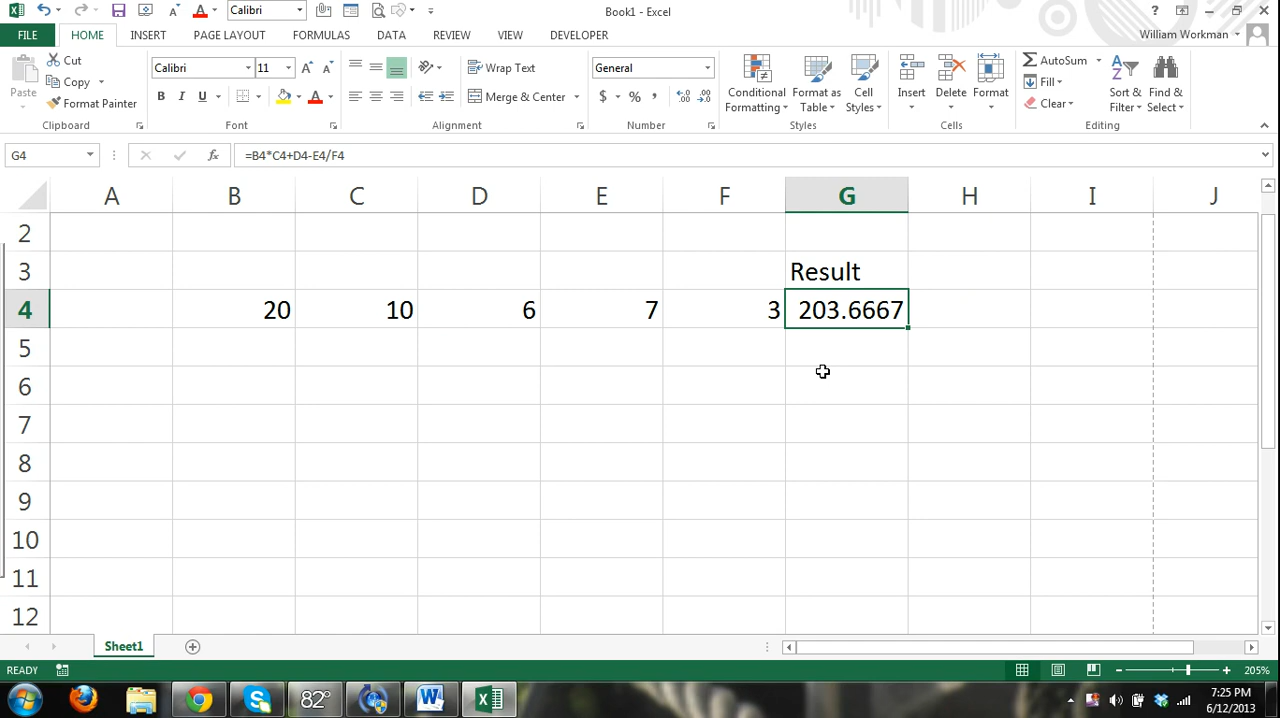 Calibri
Book1 - Excel
?
FILE HOME INSERT PAGE LAYOUT FORMULAS DATA REVIEW VIEW DEVELOPER William Workman
Paste
Cut
Copy
Format Painter
Clipboard
Calibri 11 A A
B I U A
Font
Wrap Text
Merge & Center
Alignment
General
$ % ,
Number
Conditional Formatting
Format as Table
Cell Styles
Styles
Insert Delete Format
Cells
AutoSum
Fill
Clear
Sort & Filter
Find & Select
Editing
G4 fx =B4*C4+D4-E4/F4
A B C D E F G H I J
2
3 Result
4 20 10 6 7 3 203.6667
5
6
7
8
9
10
11
12
Sheet1
READY 205%
82° 7:25 PM
6/12/2013